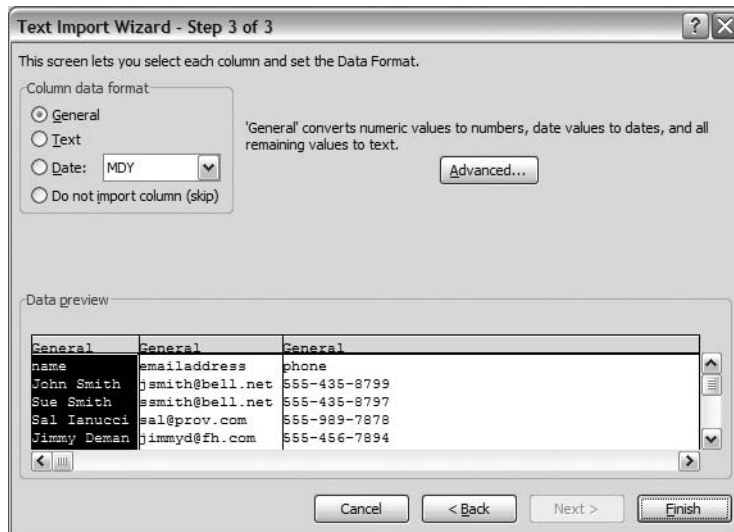 Text Import Wizard - Step 3 of 3
This screen lets you select each column and set the Data Format.
Column data format
General
Text
Date: MDY
Do not import column (skip)
'General' converts numeric values to numbers, date values to dates, and all
remaining values to text.
Advanced...
Data preview
General General General
name emailaddress phone
John Smith jsmith@bell.net 555-435-8799
Sue Smith ssmith@bell.net 555-435-8797
Sal Ianucci sal@prov.com 555-989-7878
Jimmy Deman jimmyd@fh.com 555-456-7894
Cancel < Back Next > Finish